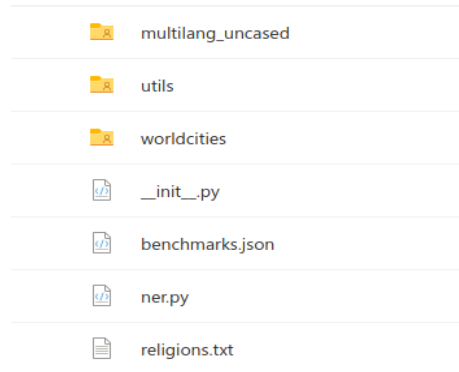 multilang_uncased
utils
worldcities
__init__.py
benchmarks.json
ner.py
religions.txt